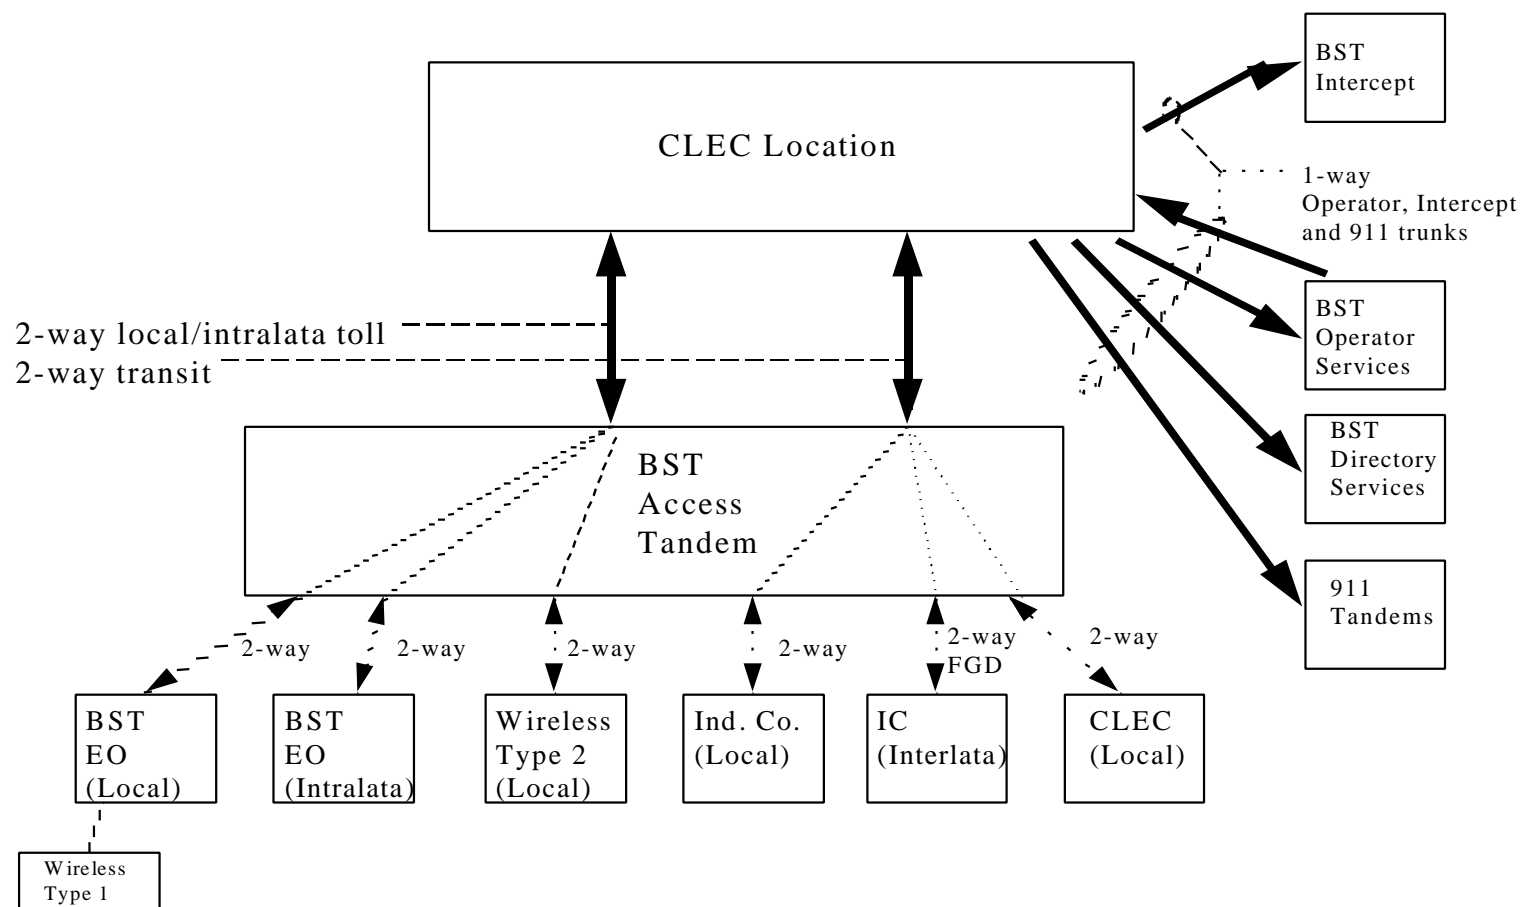 BST
Intercept
CLEC Location
1-way
Operator, Intercept
and 911 trunks
BST
Operator
Services
2-way local/intralata toll
2-way transit
BST
Directory
Services
BST
Access
Tandem
911
Tandems
2-way
2-way
2-way
2-way
2-way
FGD
2-way
BST
EO
(Local)
BST
EO
(Intralata)
Wireless
Type 2
(Local)
Ind. Co.
(Local)
IC
(Interlata)
CLEC
(Local)
Wireless
Type 1